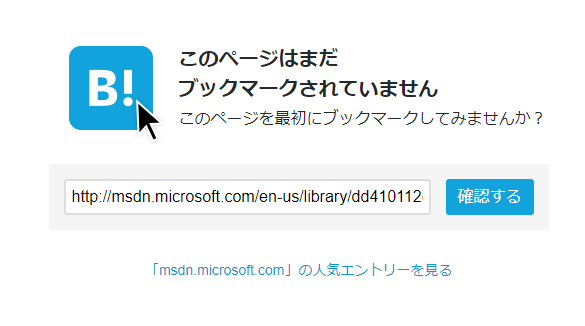 B!
このページはまだ
ブックマークされていません
このページを最初にブックマークしてみませんか？
http://msdn.microsoft.com/en-us/library/dd410112
確認する
「msdn.microsoft.com」の人気エントリーを見る